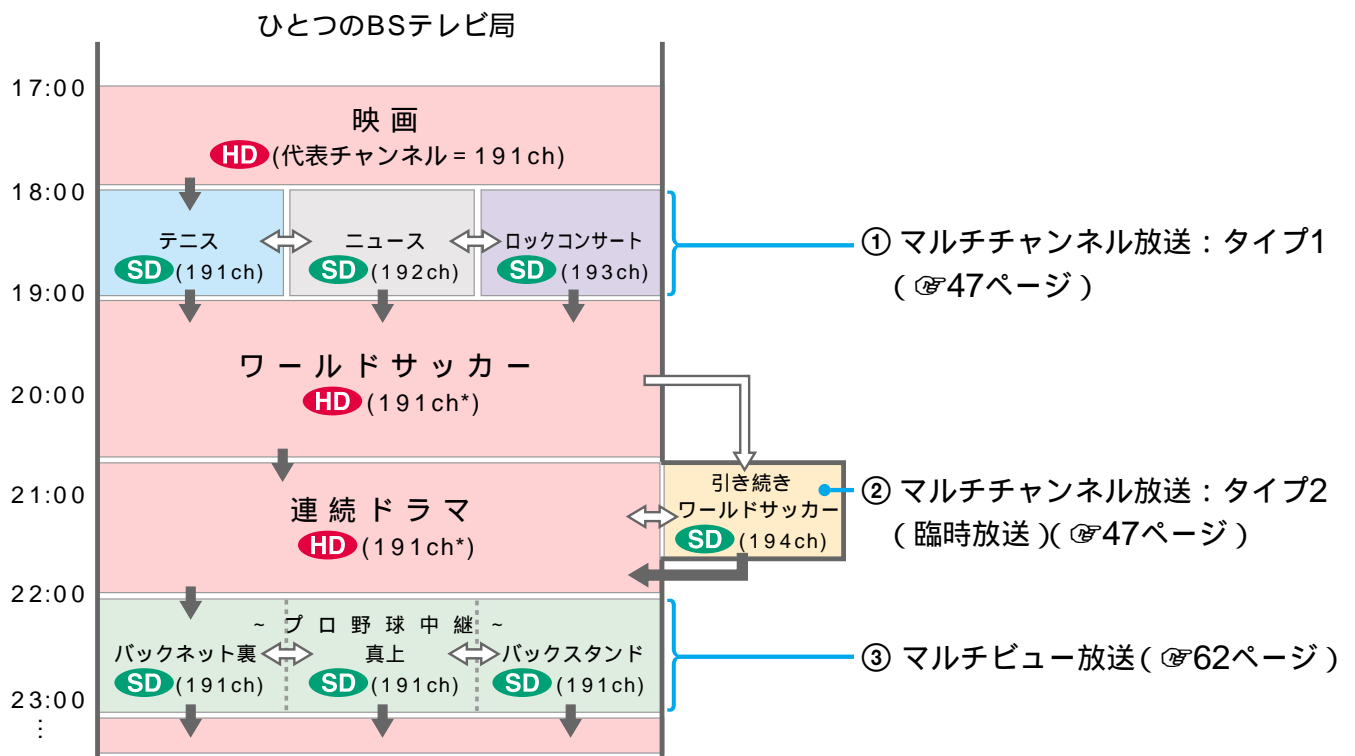 ひとつのBSテレビ局
17:00
映画
HD(代表チャンネル=191ch)
18:00
テニス
SD(191ch)
ニュース
SD(192ch)
ロックコンサート
SD(193ch)
① マルチチャンネル放送:タイプ1
(☞47ページ)
19:00
ワールドサッカー
HD(191ch*)
20:00
21:00
連続ドラマ
HD(191ch*)
引き続き
ワールドサッカー
SD(194ch)
② マルチチャンネル放送:タイプ2
(臨時放送)(☞47ページ)
22:00
~プロ野球中継~
バックネット裏
SD(191ch)
真上
SD(191ch)
バックスタンド
SD(191ch)
③ マルチビュー放送(☞62ページ)
23:00
⋮